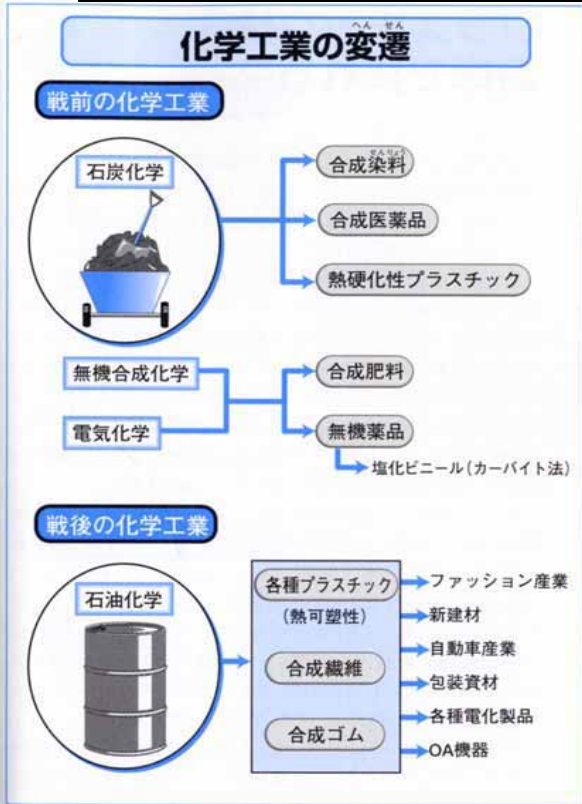 化学工業の変遷
へん せん
戦前の化学工業
石炭化学
合成染料
せんりょう
合成医薬品
熱硬化性プラスチック
無機合成化学
合成肥料
電気化学
無機薬品
塩化ビニール(カーバイト法)
戦後の化学工業
石油化学
各種プラスチック
(熱可塑性)
合成繊維
合成ゴム
ファッション産業
新建材
自動車産業
包装資材
各種電化製品
OA機器